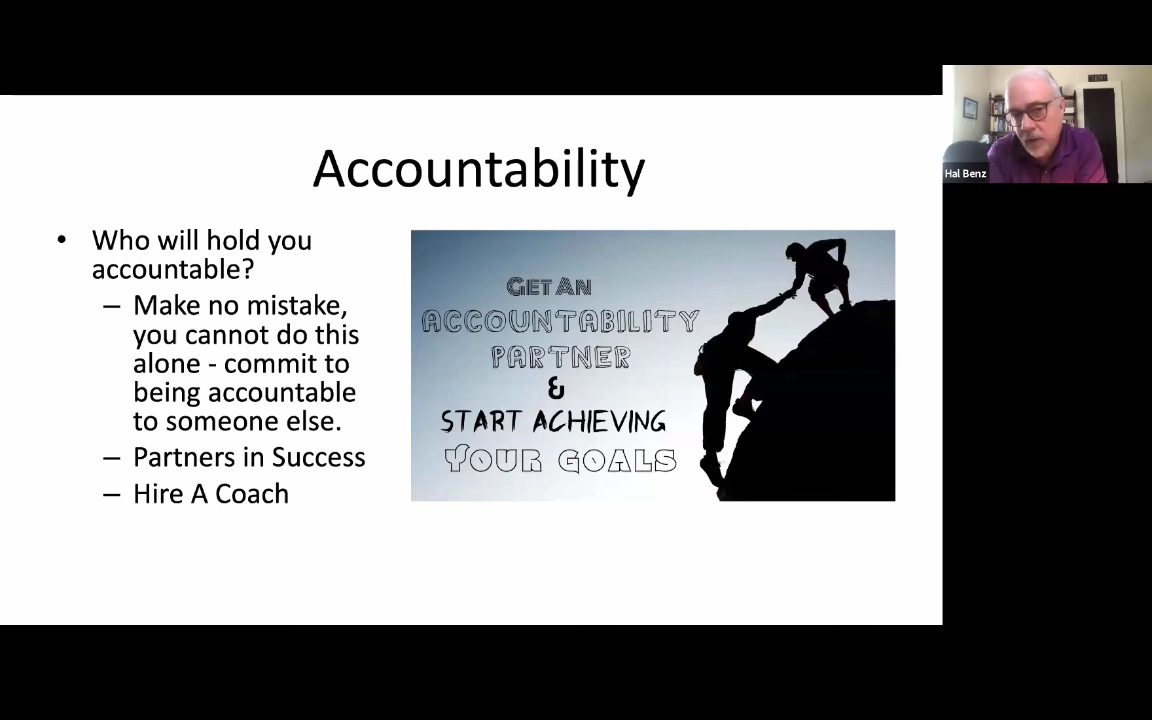 Accountability
• Who will hold you
accountable?
– Make no mistake,
you cannot do this
alone - commit to
being accountable
to someone else.
– Partners in Success
– Hire A Coach
GET AN
ACCOUNTABILITY
PARTNER
&
START ACHIEVING
YOUR GOALS
Hal Benz